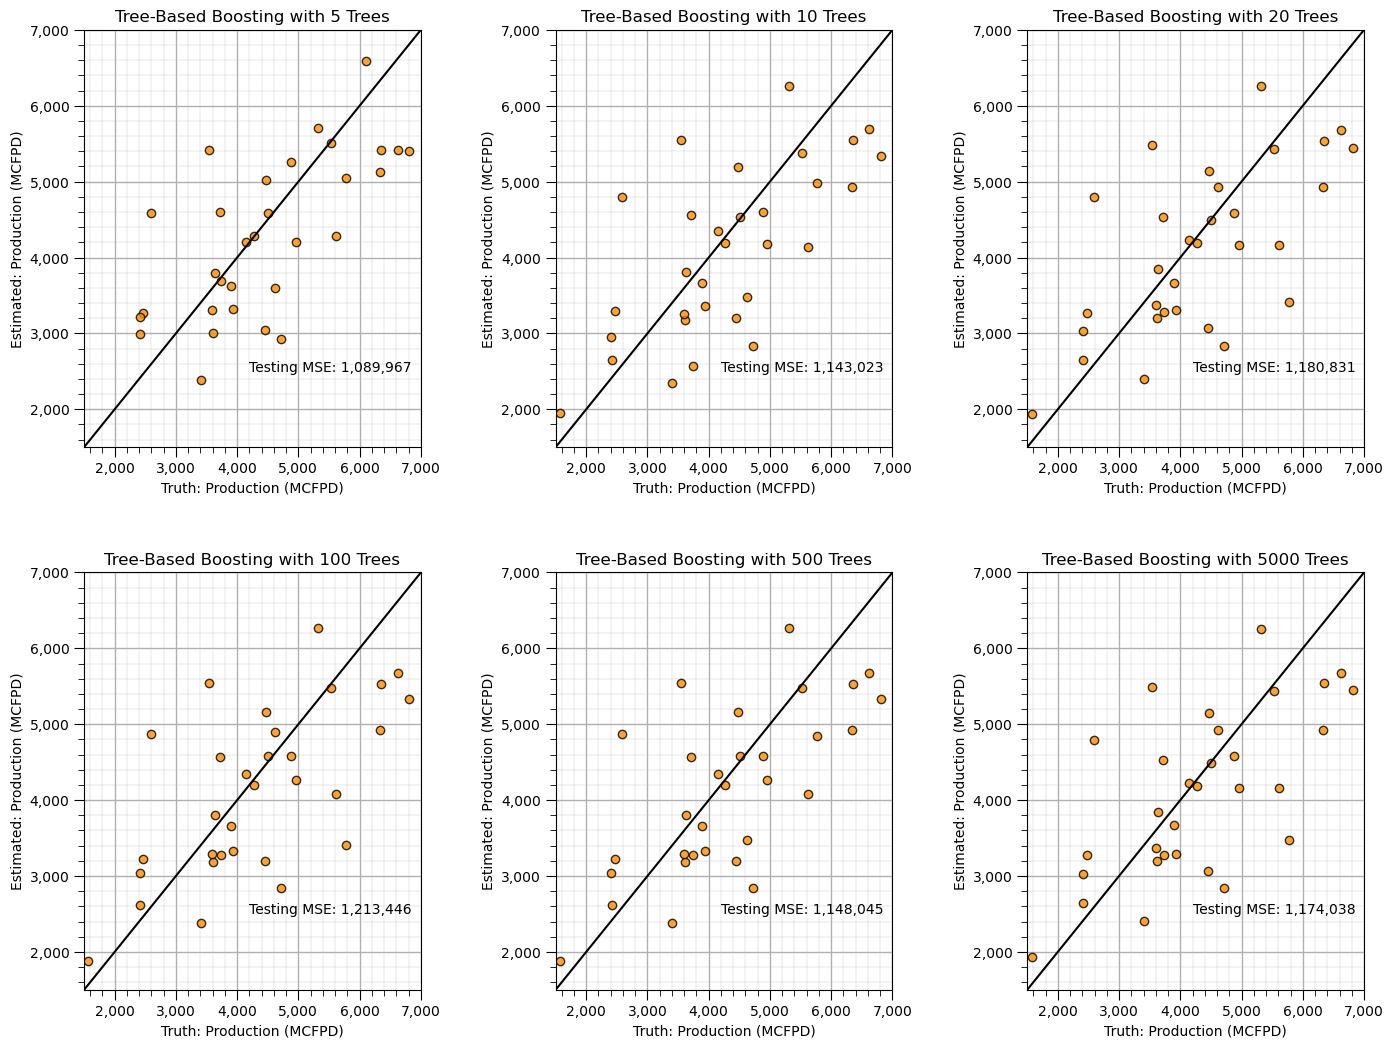 Tree-Based Boosting with 5 Trees
7,000
6,000
5,000
4,000
3,000
2,000
Estimated: Production (MCFPD)
Testing MSE: 1,089,967
2,000 3,000 4,000 5,000 6,000 7,000
Truth: Production (MCFPD)
Tree-Based Boosting with 10 Trees
7,000
6,000
5,000
4,000
3,000
2,000
Estimated: Production (MCFPD)
Testing MSE: 1,143,023
2,000 3,000 4,000 5,000 6,000 7,000
Truth: Production (MCFPD)
Tree-Based Boosting with 20 Trees
7,000
6,000
5,000
4,000
3,000
2,000
Estimated: Production (MCFPD)
Testing MSE: 1,180,831
2,000 3,000 4,000 5,000 6,000 7,000
Truth: Production (MCFPD)
Tree-Based Boosting with 100 Trees
7,000
6,000
5,000
4,000
3,000
2,000
Estimated: Production (MCFPD)
Testing MSE: 1,213,446
2,000 3,000 4,000 5,000 6,000 7,000
Truth: Production (MCFPD)
Tree-Based Boosting with 500 Trees
7,000
6,000
5,000
4,000
3,000
2,000
Estimated: Production (MCFPD)
Testing MSE: 1,148,045
2,000 3,000 4,000 5,000 6,000 7,000
Truth: Production (MCFPD)
Tree-Based Boosting with 5000 Trees
7,000
6,000
5,000
4,000
3,000
2,000
Estimated: Production (MCFPD)
Testing MSE: 1,174,038
2,000 3,000 4,000 5,000 6,000 7,000
Truth: Production (MCFPD)